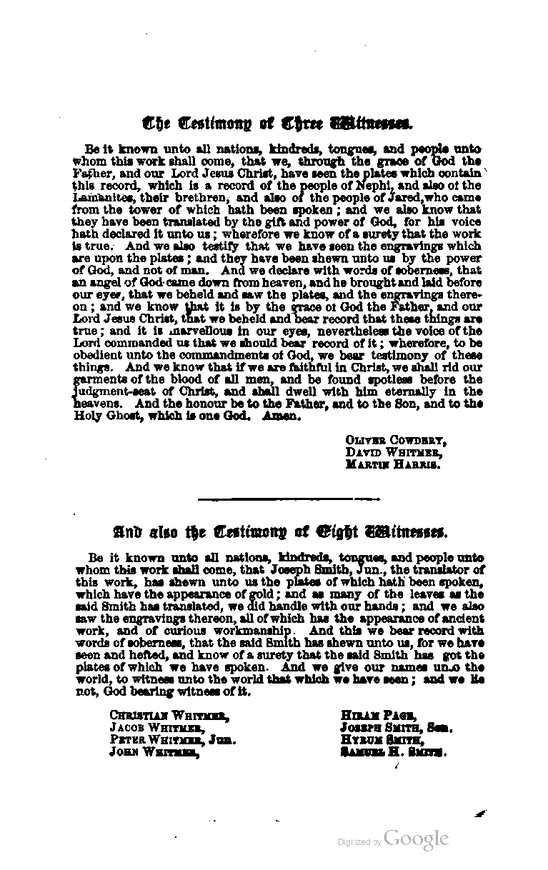 The Testimony of Three Witnesses.
Be it known unto all nations, kindreds, tongues, and people unto
whom this work shall come, that we, through the grace of God the
Father, and our Lord Jesus Christ, have seen the plates which contain
this record, which is a record of the people of Nephi, and also of the
Lamanites, their brethren, and also of the people of Jared, who came
from the tower of which hath been spoken; and we also know that
they have been translated by the gift and power of God, for his voice
hath declared it unto us; wherefore we know of a surety that the work
is true. And we also testify that we have seen the engravings which
are upon the plates; and they have been shewn unto us by the power
of God, and not of man. And we declare with words of soberness, that
an angel of God came down from heaven, and he brought and laid before
our eyes, that we beheld and saw the plates, and the engravings there-
on; and we know that it is by the grace of God the Father, and our
Lord Jesus Christ, that we beheld and bear record that these things are
true; and it is marvellous in our eyes, nevertheless the voice of the
Lord commanded us that we should bear record of it; wherefore, to be
obedient unto the commandments of God, we bear testimony of these
things. And we know that if we are faithful in Christ, we shall rid our
garments of the blood of all men, and be found spotless before the
judgment-seat of Christ, and shall dwell with him eternally in the
heavens. And the honour be to the Father, and to the Son, and to the
Holy Ghost, which is one God. Amen.
Oliver Cowdery,
David Whitmer,
Martin Harris.
And also the Testimony of Eight Witnesses.
Be it known unto all nations, kindreds, tongues, and people unto
whom this work shall come, that Joseph Smith, Jun., the translator of
this work, has shewn unto us the plates of which hath been spoken,
which have the appearance of gold; and as many of the leaves as the
said Smith has translated, we did handle with our hands; and we also
saw the engravings thereon, all of which has the appearance of ancient
work, and of curious workmanship. And this we bear record with
words of soberness, that the said Smith has shewn unto us, for we have
seen and hefted, and know of a surety that the said Smith has got the
plates of which we have spoken. And we give our names unto the
world, to witness unto the world that which we have seen; and we lie
not, God bearing witness of it.
Christian Whitmer,
Jacob Whitmer,
Peter Whitmer, Jun.
John Whitmer,
Hiram Page,
Joseph Smith, Sen.
Hyrum Smith,
Samuel H. Smith.
Digitized by Google